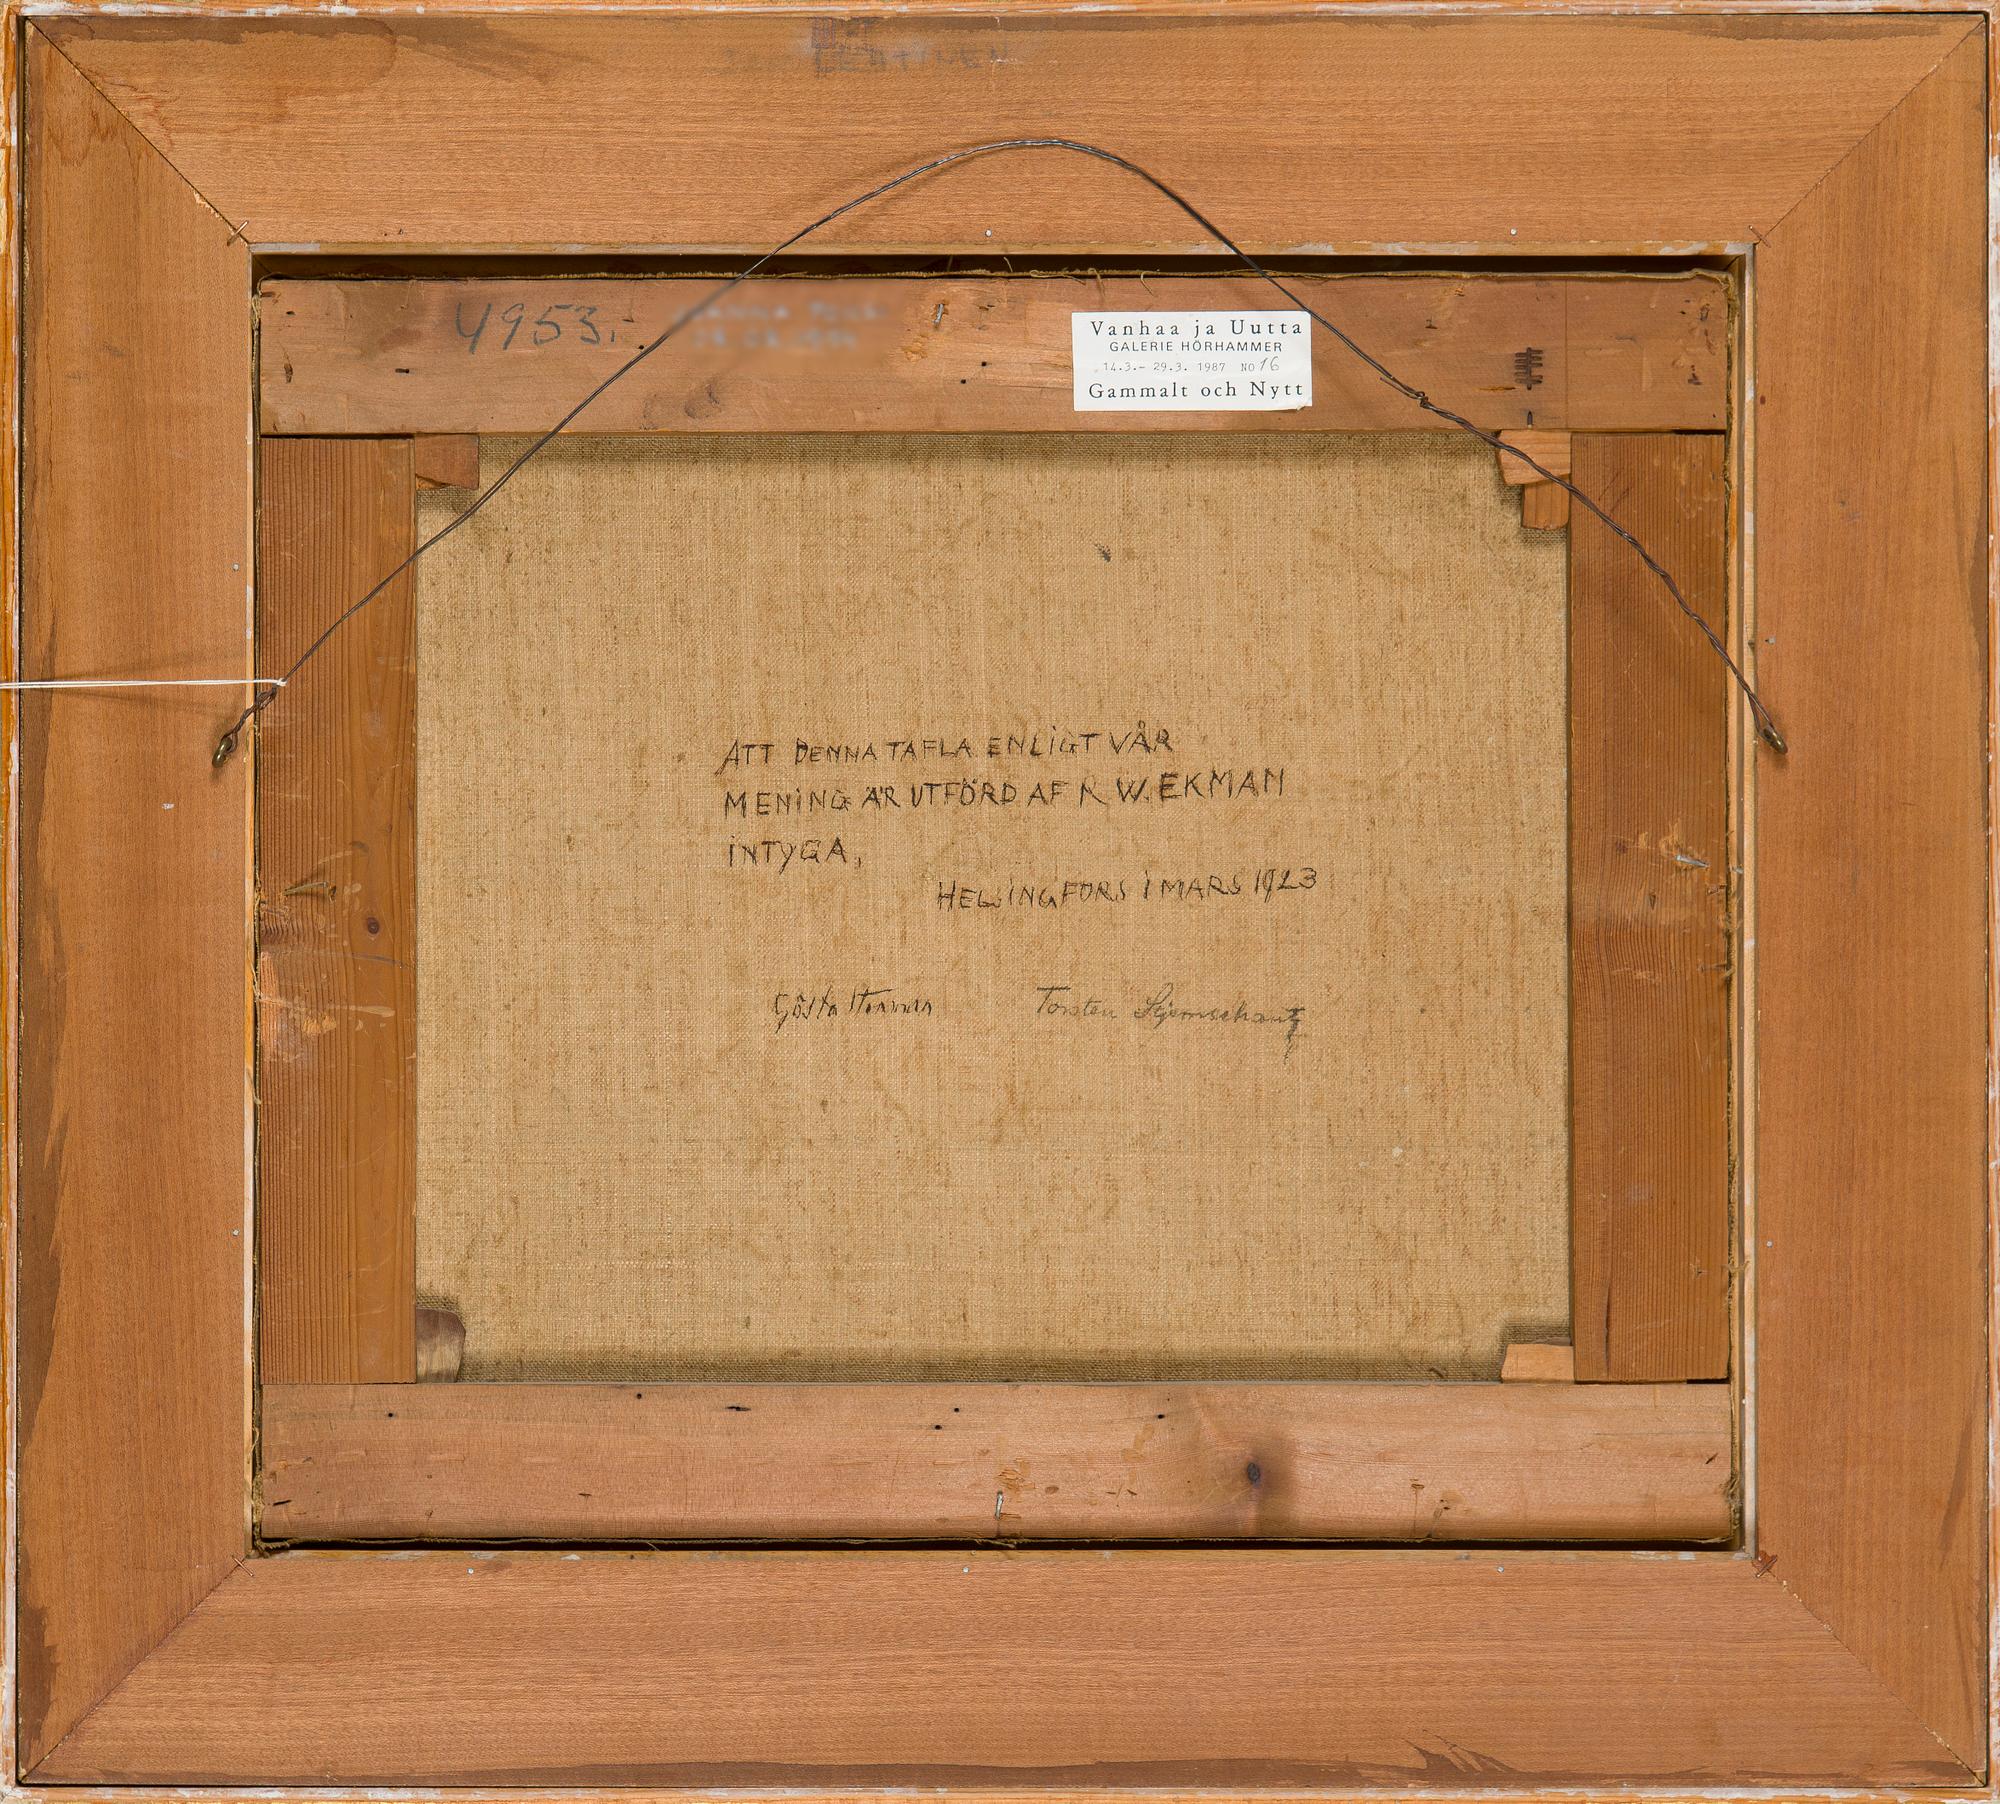 4953.-
Vanhaa ja Uutta
GALERIE HÖRHAMMER
14.3.- 29.3. 1987 NO 16
Gammalt och Nytt
ATT DENNA TAFLA ENLIGT VÅR
MENING ÄR UTFÖRD AF R W. EKMAN
INTYGA,
HELSINGFORS I MARS 1923
Gösta Stenman
Torsten Stjernschantz